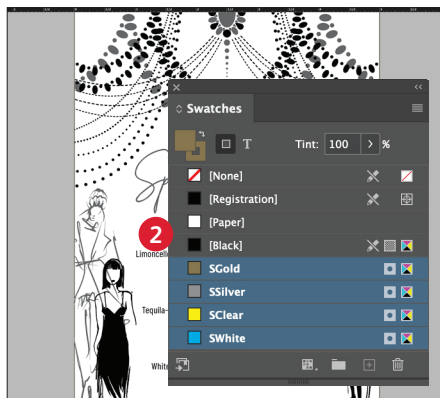 Swatches
T
Tint: 100 > %
[None]
[Registration]
[Paper]
2
[Black]
SGold
SSilver
SClear
SWhite
Limoncell
Tequila-
White